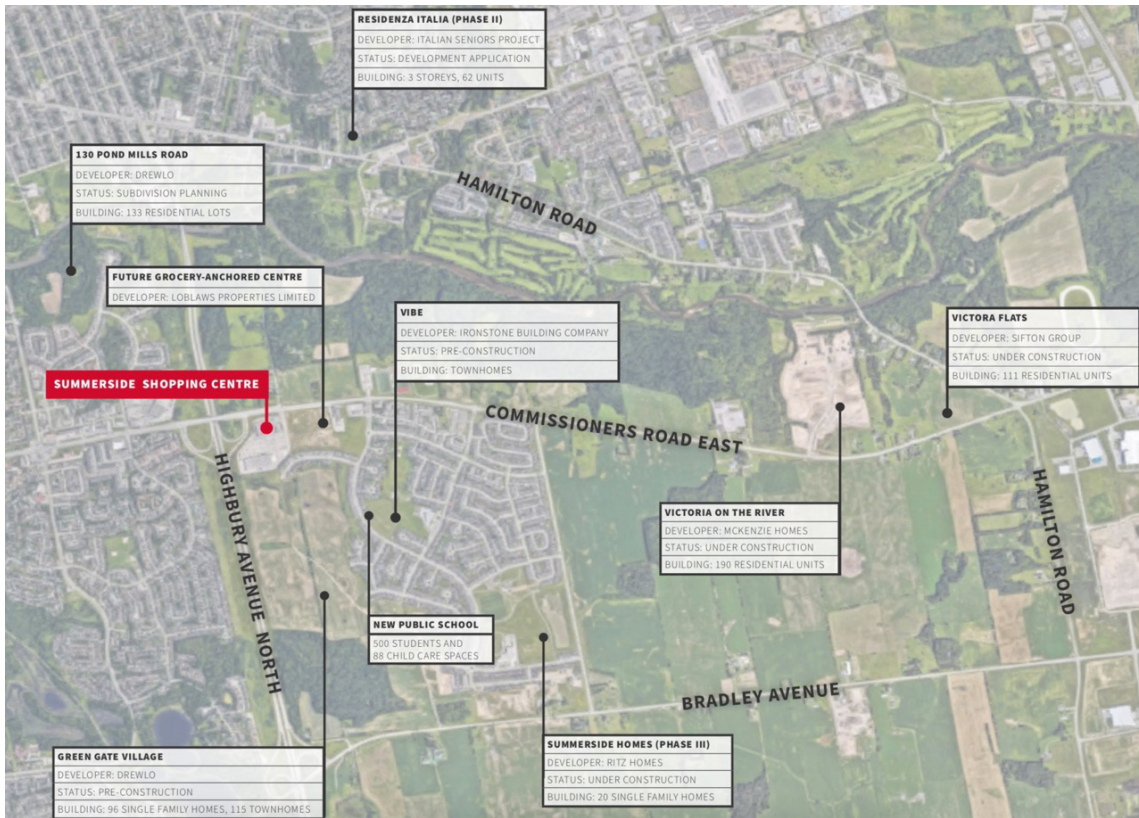 RESIDENZA ITALIA (PHASE II)
DEVELOPER: ITALIAN SENIORS PROJECT
STATUS: DEVELOPMENT APPLICATION
BUILDING: 3 STOREYS, 62 UNITS
130 POND MILLS ROAD
DEVELOPER: DREWLO
STATUS: SUBDIVISION PLANNING
BUILDING: 133 RESIDENTIAL LOTS
HAMILTON ROAD
FUTURE GROCERY-ANCHORED CENTRE
DEVELOPER: LOBLAWS PROPERTIES LIMITED
VIBE
DEVELOPER: IRONSTONE BUILDING COMPANY
STATUS: PRE-CONSTRUCTION
BUILDING: TOWNHOMES
VICTORA FLATS
DEVELOPER: SIFTON GROUP
STATUS: UNDER CONSTRUCTION
BUILDING: 111 RESIDENTIAL UNITS
SUMMERSIDE SHOPPING CENTRE
COMMISSIONERS ROAD EAST
HIGHBURY AVENUE NORTH
HAMILTON ROAD
VICTORIA ON THE RIVER
DEVELOPER: MCKENZIE HOMES
STATUS: UNDER CONSTRUCTION
BUILDING: 190 RESIDENTIAL UNITS
NEW PUBLIC SCHOOL
500 STUDENTS AND
88 CHILD CARE SPACES
BRADLEY AVENUE
GREEN GATE VILLAGE
DEVELOPER: DREWLO
STATUS: PRE-CONSTRUCTION
BUILDING: 96 SINGLE FAMILY HOMES, 115 TOWNHOMES
SUMMERSIDE HOMES (PHASE III)
DEVELOPER: RITZ HOMES
STATUS: UNDER CONSTRUCTION
BUILDING: 20 SINGLE FAMILY HOMES